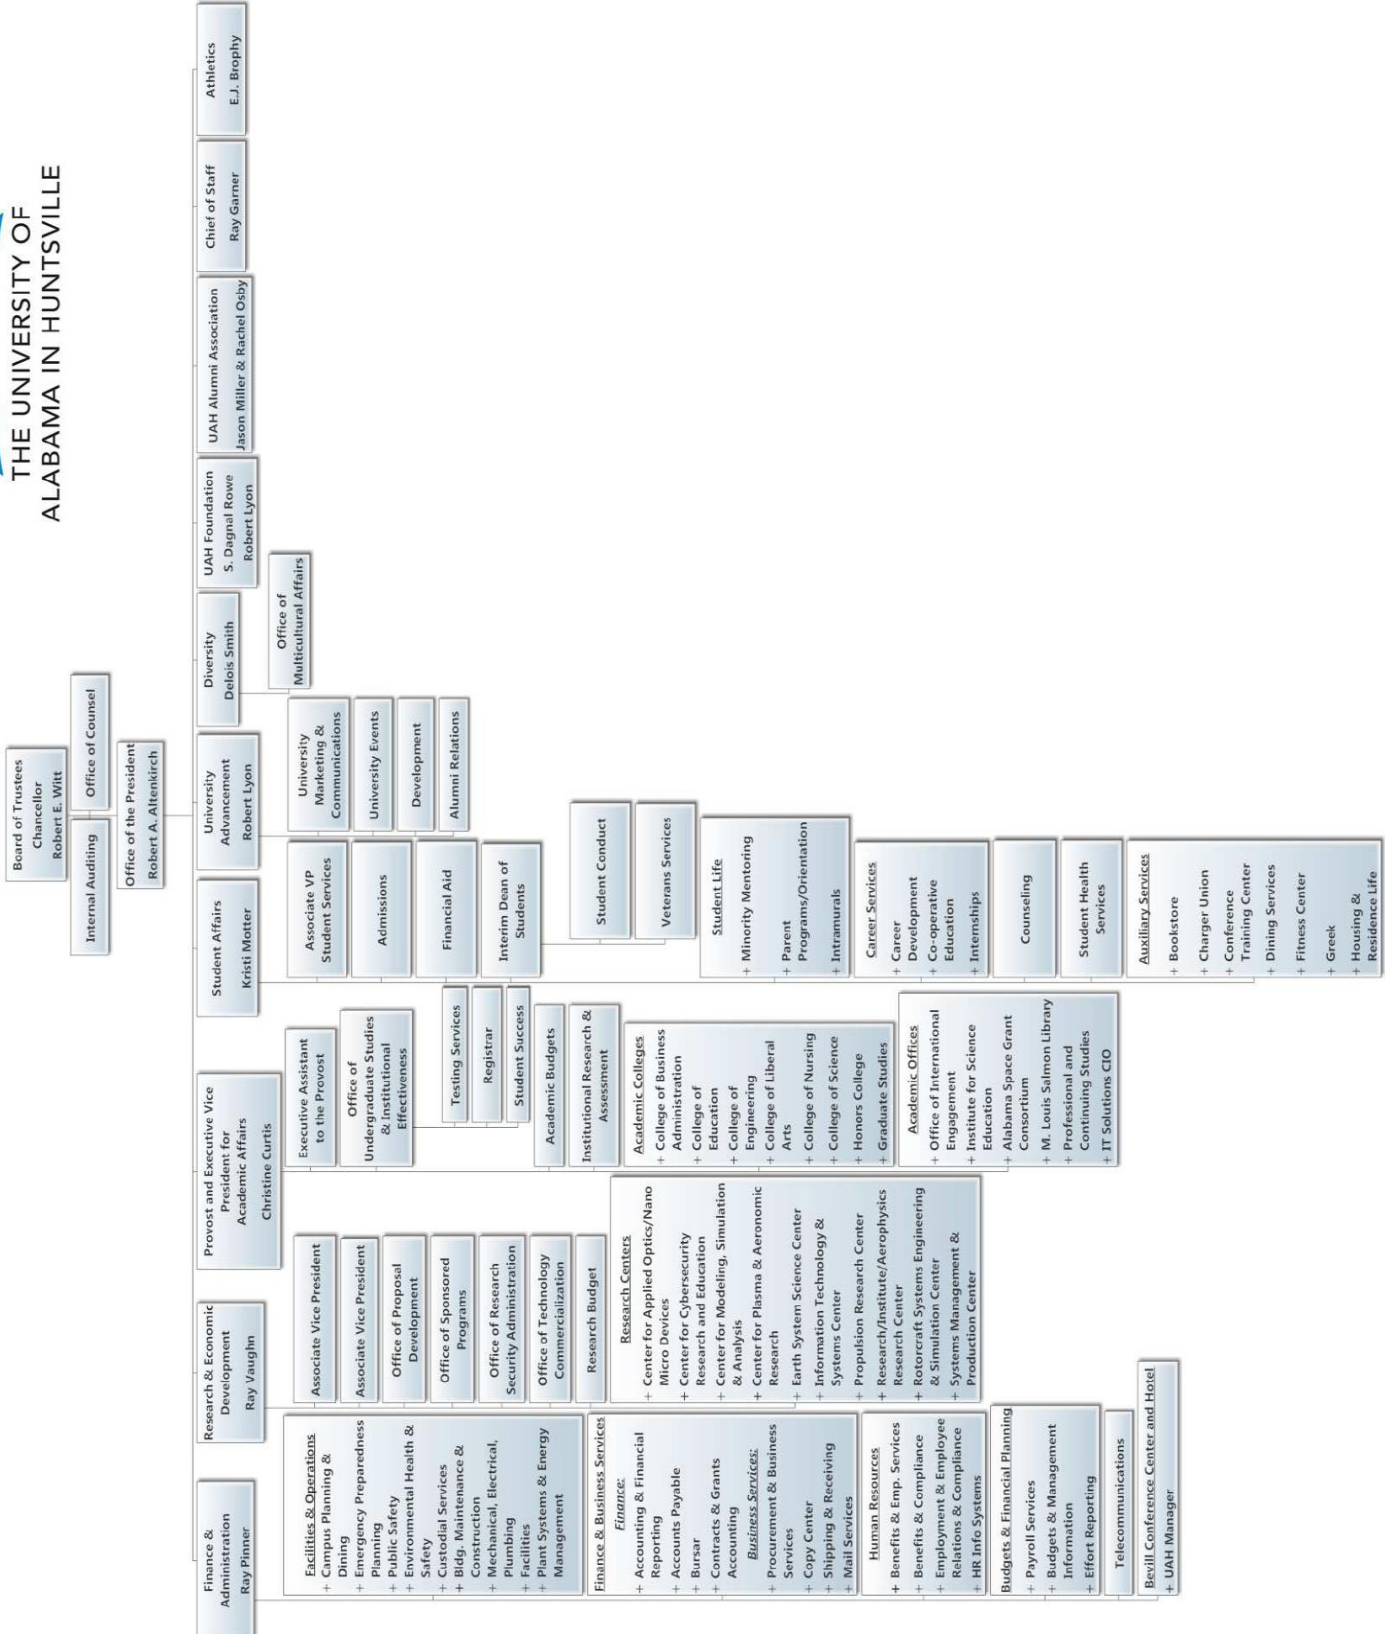 THE UNIVERSITY OF
ALABAMA IN HUNTSVILLE
Board of Trustees
Chancellor
Robert E. Witt
Internal Auditing
Office of Counsel
Office of the President
Robert A. Altenkirch
Finance &
Administration
Ray Pinner
Research & Economic
Development
Ray Vaughn
Provost and Executive Vice
President for
Academic Affairs
Christine Curtis
Student Affairs
Kristi Motter
University
Advancement
Robert Lyon
Diversity
Delois Smith
UAH Foundation
S. Dagnal Rowe
Robert Lyon
UAH Alumni Association
Jason Miller & Rachel Osby
Chief of Staff
Ray Garner
Athletics
E.J. Brophy
Facilities & Operations
+ Campus Planning &
Dining
+ Emergency Preparedness
Planning
+ Public Safety
+ Environmental Health &
Safety
+ Custodial Services
+ Bldg. Maintenance &
Construction
+ Mechanical, Electrical,
Plumbing
+ Facilities
+ Plant Systems & Energy
Management
Finance & Business Services
Finance:
+ Accounting & Financial
Reporting
+ Accounts Payable
+ Bursar
+ Contracts & Grants
Accounting
Business Services:
+ Procurement & Business
Services
+ Copy Center
+ Shipping & Receiving
+ Mail Services
Human Resources
+ Benefits & Emp. Services
+ Benefits & Compliance
+ Employment & Employee
Relations & Compliance
+ HR Info Systems
Budgets & Financial Planning
+ Payroll Services
+ Budgets & Management
Information
+ Effort Reporting
Telecommunications
Bevill Conference Center and Hotel
+ UAH Manager
Associate Vice President
Associate Vice President
Office of Proposal
Development
Office of Sponsored
Programs
Office of Research
Security Administration
Office of Technology
Commercialization
Research Budget
Research Centers
+ Center for Applied Optics/Nano
Micro Devices
+ Center for Cybersecurity
Research and Education
+ Center for Modeling, Simulation
& Analysis
+ Center for Plasma & Aeronomic
Research
+ Earth System Science Center
+ Information Technology &
Systems Center
+ Propulsion Research Center
+ Research/Institute/Aerophysics
Research Center
+ Rotorcraft Systems Engineering
& Simulation Center
+ Systems Management &
Production Center
Executive Assistant
to the Provost
Office of
Undergraduate Studies
& Institutional
Effectiveness
Testing Services
Registrar
Student Success
Academic Budgets
Institutional Research &
Assessment
Academic Colleges
+ College of Business
Administration
+ College of
Education
+ College of
Engineering
+ College of Liberal
Arts
+ College of Nursing
+ College of Science
+ Honors College
+ Graduate Studies
Academic Offices
+ Office of International
Engagement
+ Institute for Science
Education
+ Alabama Space Grant
Consortium
+ M. Louis Salmon Library
+ Professional and
Continuing Studies
+ IT Solutions CIO
Associate VP
Student Services
Admissions
Financial Aid
Interim Dean of
Students
Student Conduct
Veterans Services
Student Life
+ Minority Mentoring
+ Parent
Programs/Orientation
+ Intramurals
Career Services
+ Career
Development
+ Co-operative
Education
+ Internships
Counseling
Student Health
Services
Auxiliary Services
+ Bookstore
+ Charger Union
+ Conference
Training Center
+ Dining Services
+ Fitness Center
+ Greek
+ Housing &
Residence Life
University
Marketing &
Communications
University Events
Development
Alumni Relations
Office of
Multicultural Affairs